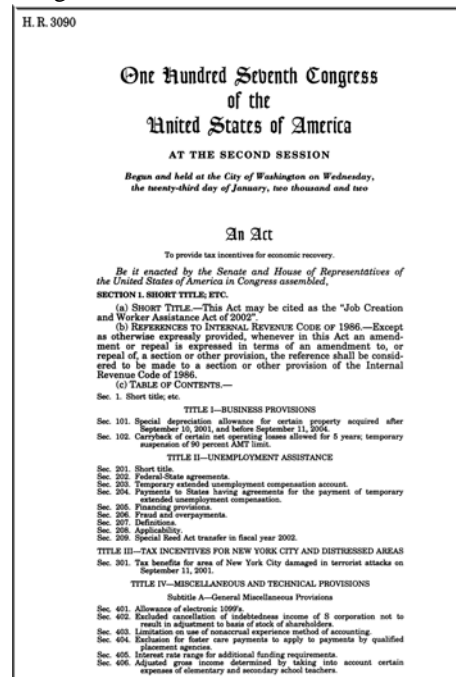 H. R. 3090
One Hundred Seventh Congress
of the
United States of America
AT THE SECOND SESSION
Begun and held at the City of Washington on Wednesday,
the twenty-third day of January, two thousand and two
An Act
To provide tax incentives for economic recovery.
Be it enacted by the Senate and House of Representatives of
the United States of America in Congress assembled,
SECTION 1. SHORT TITLE; ETC.
(a) SHORT TITLE.—This Act may be cited as the “Job Creation
and Worker Assistance Act of 2002”.
(b) REFERENCES TO INTERNAL REVENUE CODE OF 1986.—Except
as otherwise expressly provided, whenever in this Act an amend-
ment or repeal is expressed in terms of an amendment to, or
repeal of, a section or other provision, the reference shall be consid-
ered to be made to a section or other provision of the Internal
Revenue Code of 1986.
(c) TABLE OF CONTENTS.—
Sec. 1. Short title; etc.
TITLE I—BUSINESS PROVISIONS
Sec. 101. Special depreciation allowance for certain property acquired after
September 10, 2001, and before September 11, 2004.
Sec. 102. Carryback of certain net operating losses allowed for 5 years; temporary
suspension of 90 percent AMT limit.
TITLE II—UNEMPLOYMENT ASSISTANCE
Sec. 201. Short title.
Sec. 202. Federal-State agreements.
Sec. 203. Temporary extended unemployment compensation account.
Sec. 204. Payments to States having agreements for the payment of temporary
extended unemployment compensation.
Sec. 205. Financing provisions.
Sec. 206. Fraud and overpayments.
Sec. 207. Definitions.
Sec. 208. Applicability.
Sec. 209. Special Reed Act transfer in fiscal year 2002.
TITLE III—TAX INCENTIVES FOR NEW YORK CITY AND DISTRESSED AREAS
Sec. 301. Tax benefits for area of New York City damaged in terrorist attacks on
September 11, 2001.
TITLE IV—MISCELLANEOUS AND TECHNICAL PROVISIONS
Subtitle A—General Miscellaneous Provisions
Sec. 401. Allowance of electronic 1099's.
Sec. 402. Excluded cancellation of indebtedness income of S corporation not to
result in adjustment to basis of stock of shareholders.
Sec. 403. Limitation on use of nonaccrual experience method of accounting.
Sec. 404. Exclusion for foster care payments to apply to payments by qualified
placement agencies.
Sec. 405. Interest rate range for additional funding requirements.
Sec. 406. Adjusted gross income determined by taking into account certain
expenses of elementary and secondary school teachers.